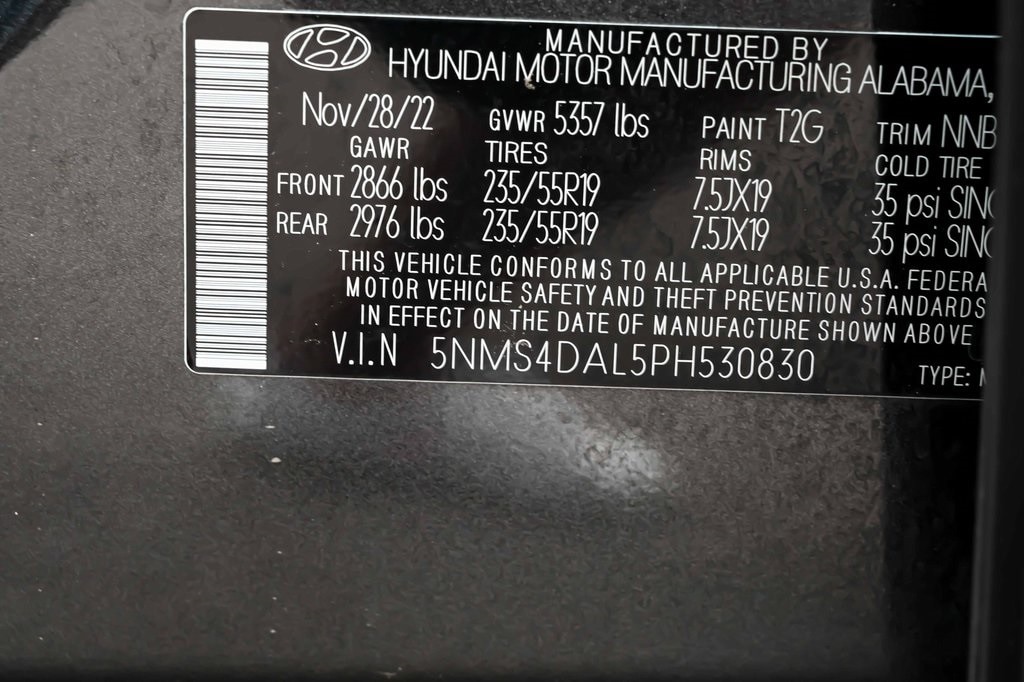 MANUFACTURED BY
HYUNDAI MOTOR MANUFACTURING ALABAMA,
Nov/28/22 GVWR 5357 lbs PAINT T2G TRIM NNB
GAWR TIRES RIMS COLD TIRE
FRONT 2866 lbs 235/55R19 7.5JX19 35 psi
REAR 2976 lbs 235/55R19 7.5JX19 35 psi
THIS VEHICLE CONFORMS TO ALL APPLICABLE U.S.A.
MOTOR VEHICLE SAFETY AND THEFT PREVENTION STANDARDS
IN EFFECT ON THE DATE OF MANUFACTURE SHOWN ABOVE
V.I.N 5NMS4DAL5PH530830 TYPE: